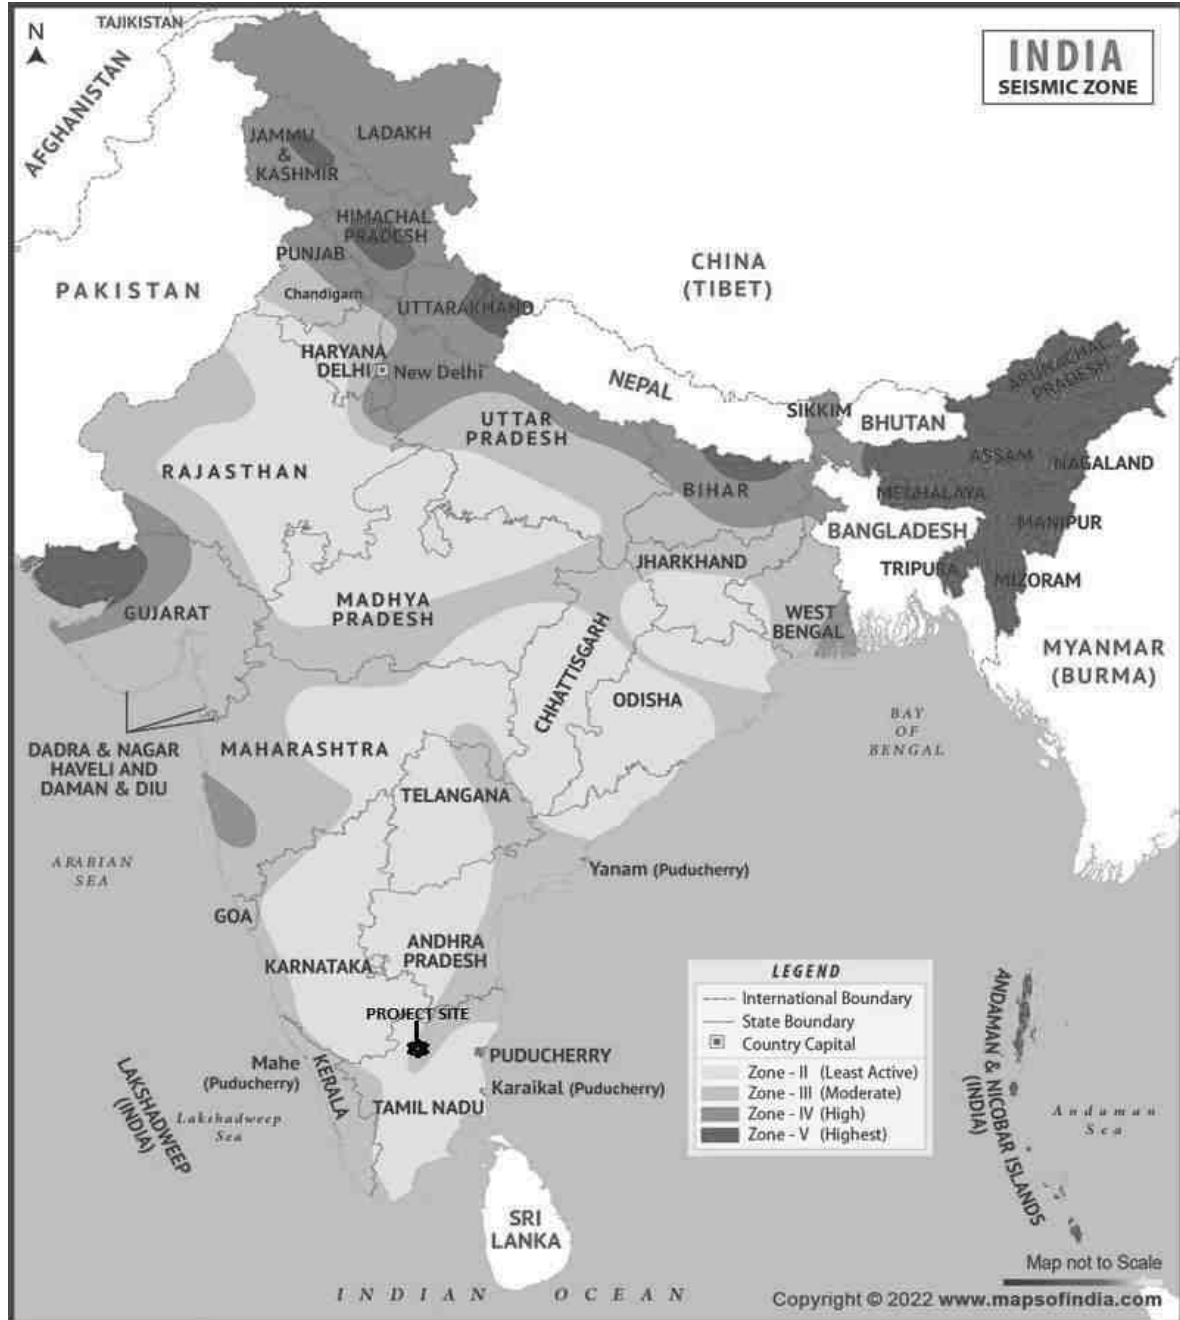 TAJIKISTAN
N
INDIA
SEISMIC ZONE
AFGHANISTAN
JAMMU
&
KASHMIR
LADAKH
HIMACHAL
PRADESH
PUNJAB
CHINA
(TIBET)
PAKISTAN
Chandigarh
UTTARAKHAND
HARYANA
DELHI
New Delhi
NEPAL
SIKKIM
BHUTAN
ARUNACHAL
PRADESH
UTTAR
PRADESH
RAJASTHAN
ASSAM
NAGALAND
BIHAR
MEGHALAYA
MANIPUR
BANGLADESH
JHARKHAND
TRIPURA
MIZORAM
GUJARAT
MADHYA
PRADESH
WEST
BENGAL
MYANMAR
(BURMA)
CHHATTISGARH
ODISHA
BAY
OF
BENGAL
DADRA & NAGAR
HAVELI AND
DAMAN & DIU
MAHARASHTRA
TELANGANA
ARABIAN
SEA
Yanam (Puducherry)
GOA
ANDHRA
PRADESH
KARNATAKA
PROJECT SITE
LEGEND
International Boundary
State Boundary
Country Capital
Zone - II (Least Active)
Zone - III (Moderate)
Zone - IV (High)
Zone - V (Highest)
ANDAMAN & NICOBAR ISLANDS
(INDIA)
Andaman
Sea
PUDUCHERRY
Mahe
(Puducherry)
KERALA
Karaikal (Puducherry)
LAKSHADWEEP
(INDIA)
Lakshadweep
Sea
TAMIL NADU
SRI
LANKA
Map not to Scale
INDIAN OCEAN
Copyright © 2022 www.mapsofindia.com